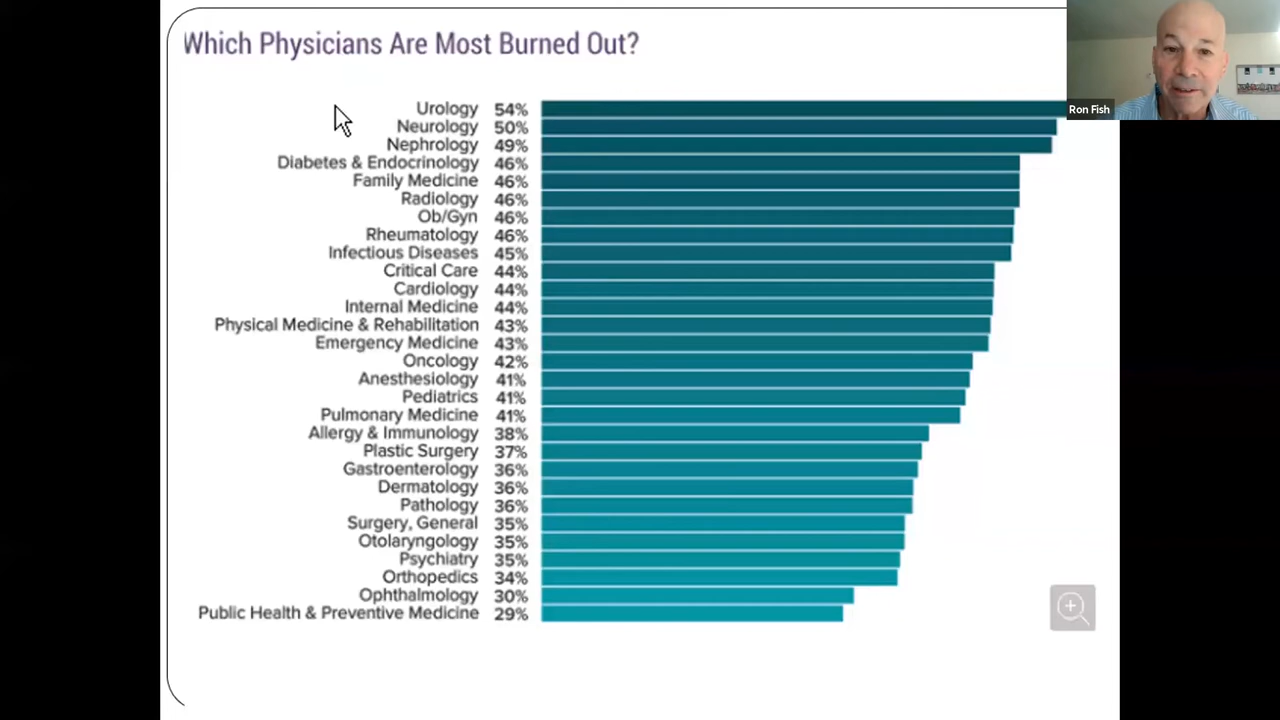 Which Physicians Are Most Burned Out?
Ron Fish
Urology 54%
Neurology 50%
Nephrology 49%
Diabetes & Endocrinology 46%
Family Medicine 46%
Radiology 46%
Ob/Gyn 46%
Rheumatology 46%
Infectious Diseases 45%
Critical Care 44%
Cardiology 44%
Internal Medicine 44%
Physical Medicine & Rehabilitation 43%
Emergency Medicine 43%
Oncology 42%
Anesthesiology 41%
Pediatrics 41%
Pulmonary Medicine 41%
Allergy & Immunology 38%
Plastic Surgery 37%
Gastroenterology 36%
Dermatology 36%
Pathology 36%
Surgery, General 35%
Otolaryngology 35%
Psychiatry 35%
Orthopedics 34%
Ophthalmology 30%
Public Health & Preventive Medicine 29%